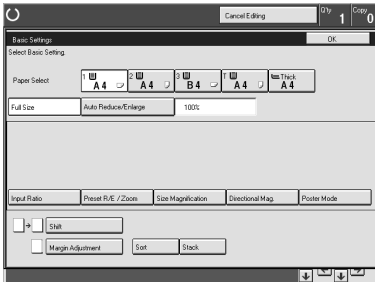 Cancel Editing Q'ty 1 Copy 0
Basic Settings OK
Select Basic Setting.
Paper Select 1 A4 2 A4 3 B4 T A4 Thick A4
Full Size Auto Reduce/Enlarge 100%
Input Ratio Preset R/E / Zoom Size Magnification Directional Mag. Poster Mode
Shift
Margin Adjustment Sort Stack